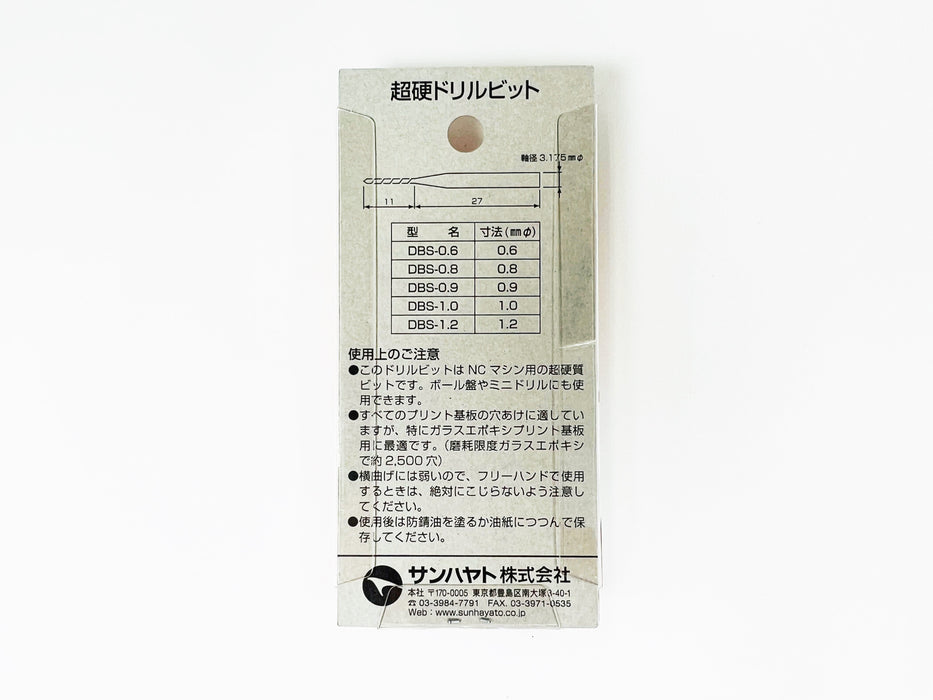 超硬ドリルビット
軸径 3.175㎜φ
11 27
型 名 寸法(㎜φ)
DBS-0.6 0.6
DBS-0.8 0.8
DBS-0.9 0.9
DBS-1.0 1.0
DBS-1.2 1.2
使用上のご注意
●このドリルビットは NC マシン用の超硬質
ビットです。ボール盤やミニドリルにも使
用できます。
●すべてのプリント基板の穴あけに適してい
ますが、特にガラスエポキシプリント基板
用に最適です。(磨耗限度ガラスエポキシ
で約 2,500 穴)
●横曲げには弱いので、フリーハンドで使用
するときは、絶対にこじらないよう注意し
てください。
●使用後は防錆油を塗るか油紙につつんで保
存してください。
サンハヤト株式会社
本社 〒170-0005 東京都豊島区南大塚3-40-1
☎ 03-3984-7791 FAX. 03-3971-0535
Web : www.sunhayato.co.jp